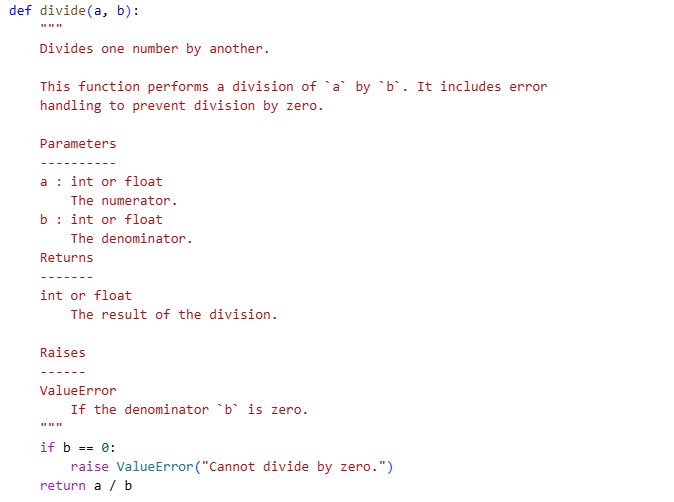 def divide(a, b):
    """
    Divides one number by another.

    This function performs a division of `a` by `b`. It includes error
    handling to prevent division by zero.

    Parameters
    ----------
    a : int or float
        The numerator.
    b : int or float
        The denominator.
    Returns
    -------
    int or float
        The result of the division.

    Raises
    ------
    ValueError
        If the denominator `b` is zero.
    """
    if b == 0:
        raise ValueError("Cannot divide by zero.")
    return a / b